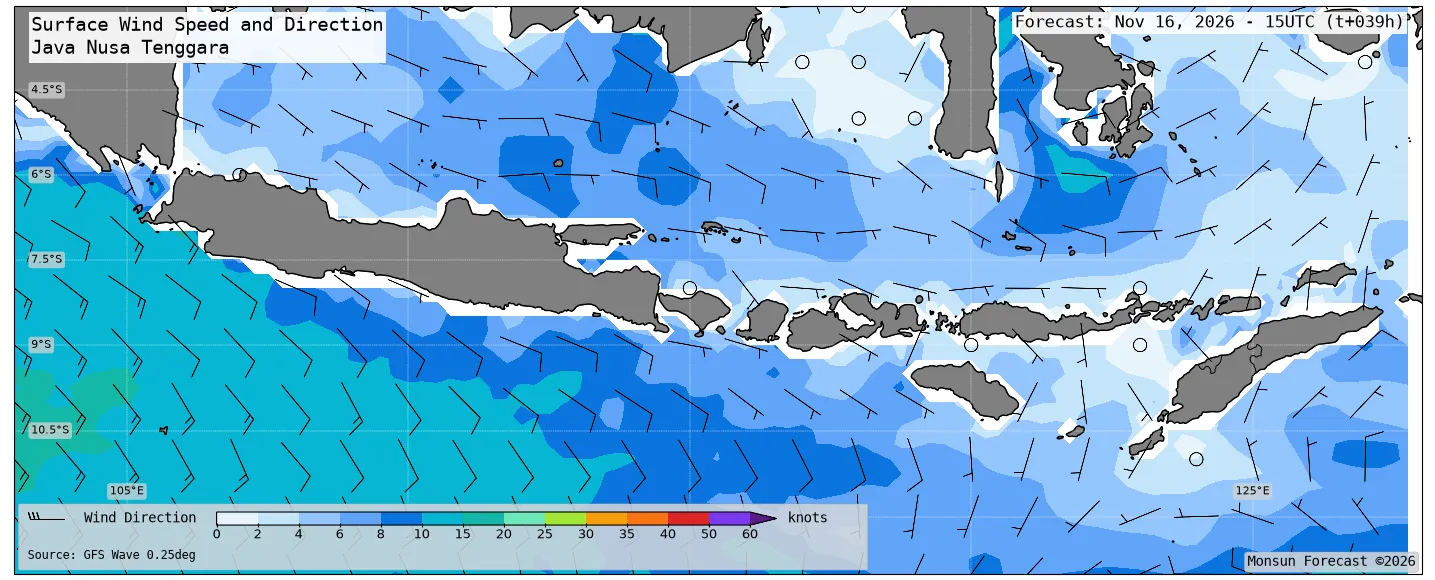 Surface Wind Speed and Direction
Java Nusa Tenggara
Forecast: Nov 16, 2026 - 15UTC (t+039h)
4.5°S
6°S
7.5°S
9°S
10.5°S
105°E
125°E
Wind Direction
knots
0 2 4 6 8 10 15 20 25 30 35 40 50 60
Source: GFS Wave 0.25deg
Monsun Forecast ©2026